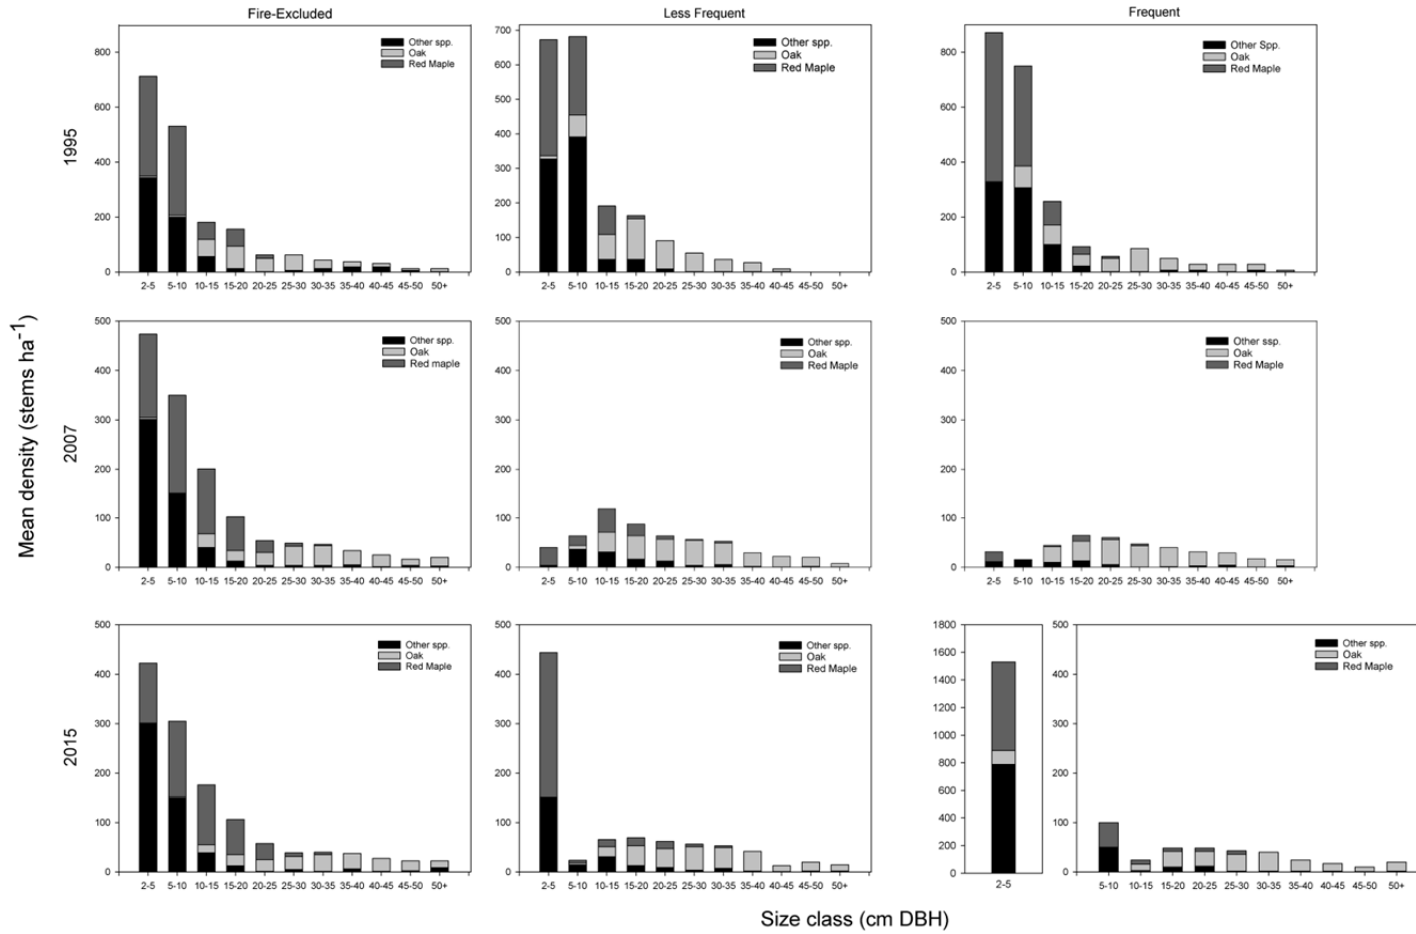 Fire-Excluded
Less Frequent
Frequent
Mean density (stems ha-1)
1995
800
600
400
200
0
Other spp.
Oak
Red Maple
2-5 5-10 10-15 15-20 20-25 25-30 30-35 35-40 40-45 45-50 50+
700
600
500
400
300
200
100
0
Other spp.
Oak
Red Maple
2-5 5-10 10-15 15-20 20-25 25-30 30-35 35-40 40-45 45-50 50+
800
600
400
200
0
Other Spp.
Oak
Red Maple
2-5 5-10 10-15 15-20 20-25 25-30 30-35 35-40 40-45 45-50 50+
2007
500
400
300
200
100
0
Other spp.
Oak
Red maple
2-5 5-10 10-15 15-20 20-25 25-30 30-35 35-40 40-45 45-50 50+
500
400
300
200
100
0
Other spp.
Oak
Red Maple
2-5 5-10 10-15 15-20 20-25 25-30 30-35 35-40 40-45 45-50 50+
500
400
300
200
100
0
Other ssp.
Oak
Red Maple
2-5 5-10 10-15 15-20 20-25 25-30 30-35 35-40 40-45 45-50 50+
2015
500
400
300
200
100
0
Other spp.
Oak
Red Maple
2-5 5-10 10-15 15-20 20-25 25-30 30-35 35-40 40-45 45-50 50+
500
400
300
200
100
0
Other spp.
Oak
Red Maple
2-5 5-10 10-15 15-20 20-25 25-30 30-35 35-40 40-45 45-50 50+
1800
1600
1400
1200
1000
800
600
400
200
0
2-5
500
400
300
200
100
0
Other spp.
Oak
Red Maple
5-10 10-15 15-20 20-25 25-30 30-35 35-40 40-45 45-50 50+
Size class (cm DBH)